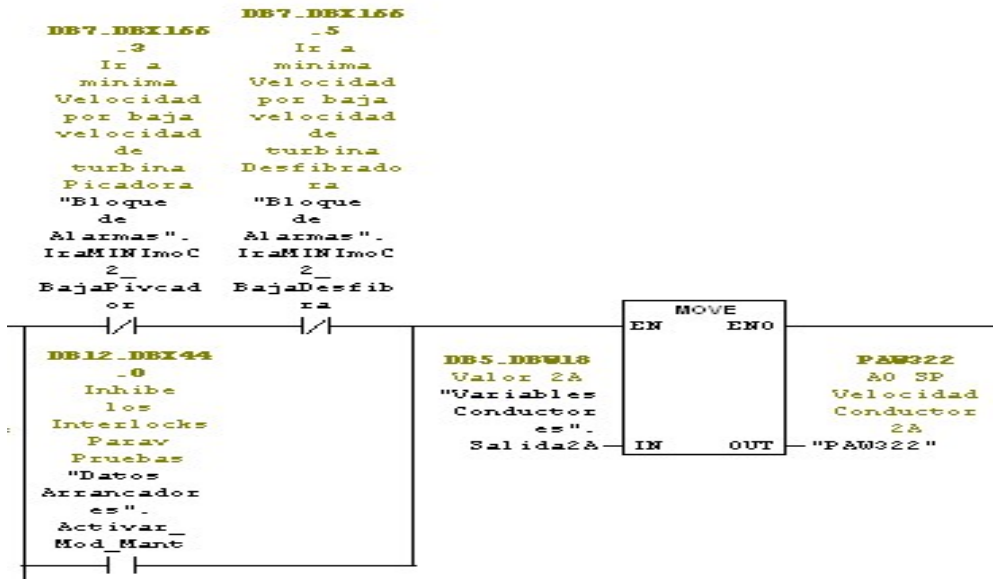 DB7.DBX166
.3
Ir a
minima
Velocidad
por baja
velocidad
de
turbina
Picadora
"Bloque
de
Alarmas".
IraMINImoC
2_
BajaPivcad
or
DB7.DBX166
.5
Ir a
minima
Velocidad
por baja
velocidad
de
turbina
Desfibrado
ra
"Bloque
de
Alarmas".
IraMINImoC
2_
BajaDesfib
ra
DB12.DBX44
.0
Inhibe
los
Interlocks
Parav
Pruebas
"Datos
Arrancador
es".
Activar_
Mod_Mant
DB5.DBW18
Valor 2A
"Variables
Conductor
es".
Salida2A
MOVE
EN ENO
IN OUT
PAW322
AO SP
Velocidad
Conductor
2A
"PAW322"